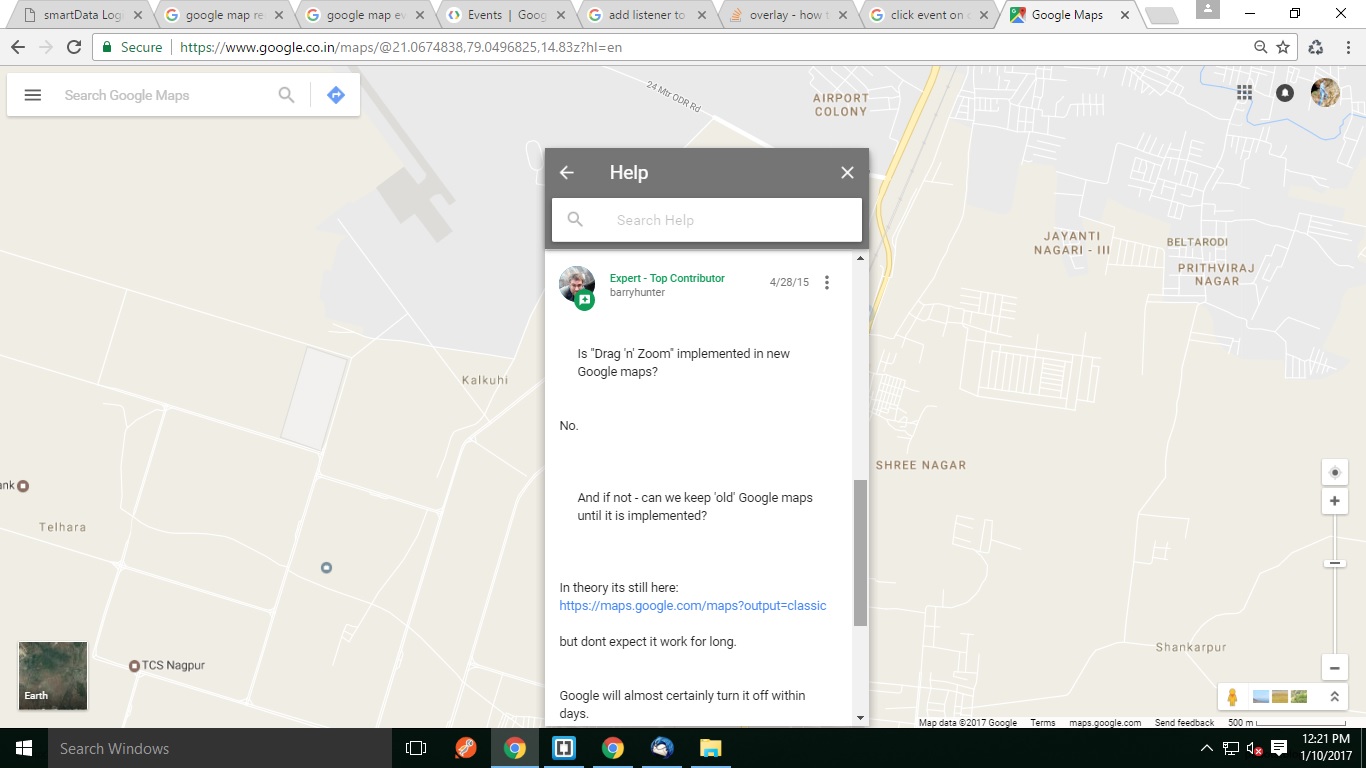 smartData Log
google map re
google map ev
Events | Goog
add listener to
overlay - how t
click event on o
Google Maps
Secure
https://www.google.co.in/maps/@21.0674838,79.0496825,14.83z?hl=en
Search Google Maps
24 Mtr ODR Rd
AIRPORT
COLONY
Help
Search Help
JAYANTI
NAGARI - III
BELTARODI
PRITHVIRAJ
NAGAR
Expert - Top Contributor
4/28/15
barryhunter
Is "Drag 'n' Zoom" implemented in new
Google maps?
Kalkuhi
No.
SHREE NAGAR
ank
And if not - can we keep 'old' Google maps
until it is implemented?
Telhara
In theory its still here:
https://maps.google.com/maps?output=classic
but dont expect it work for long.
Shankarpur
TCS Nagpur
Earth
Google will almost certainly turn it off within
days.
Map data ©2017 Google
Terms
maps.google.com
Send feedback
500 m
Search Windows
12:21 PM
1/10/2017